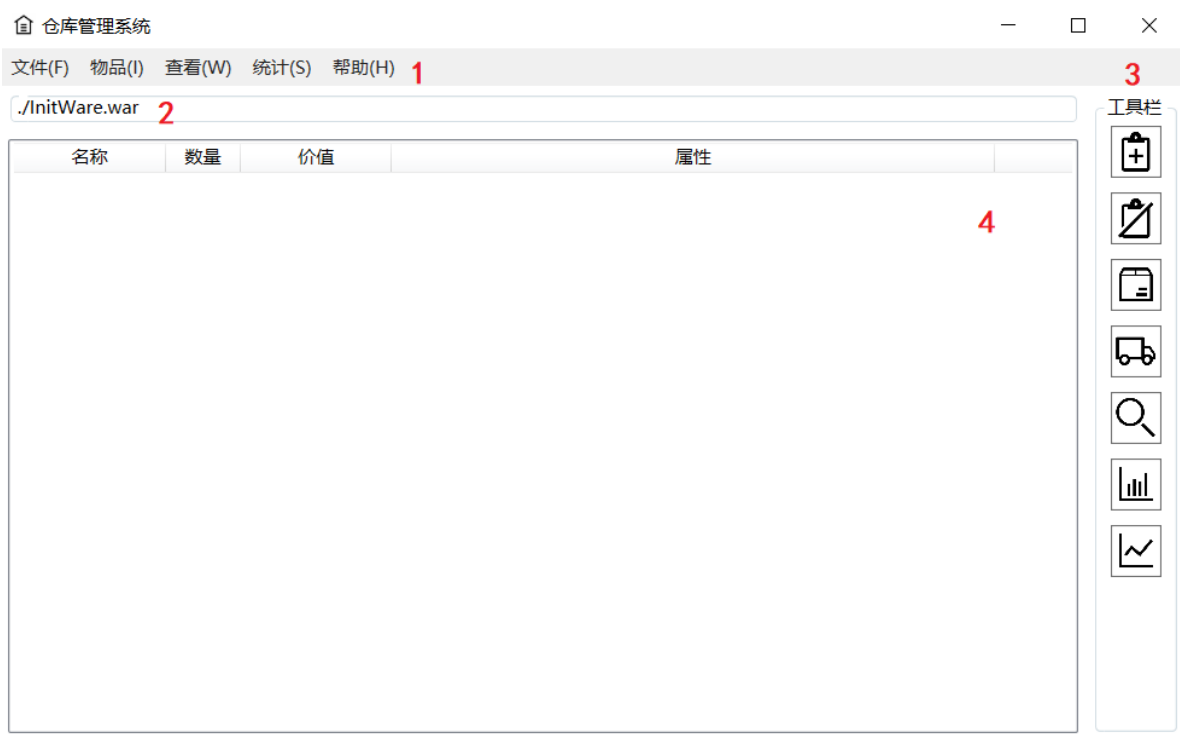 仓库管理系统
文件(F) 物品(I) 查看(W) 统计(S) 帮助(H) 1
3
./InitWare.war 2
工具栏
名称 数量 价值 属性
4